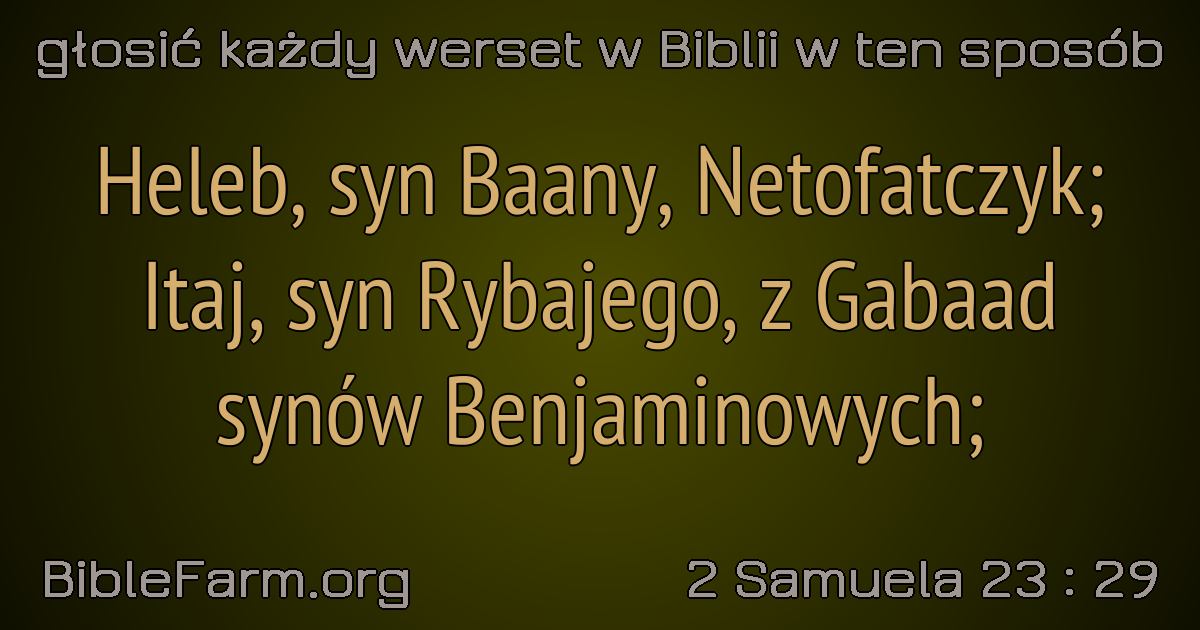 głosić każdy werset w Biblii w ten sposób
Heleb, syn Baany, Netofatczyk;
Itaj, syn Rybajego, z Gabaad
synów Benjaminowych;
BibleFarm.org
2 Samuela 23 : 29